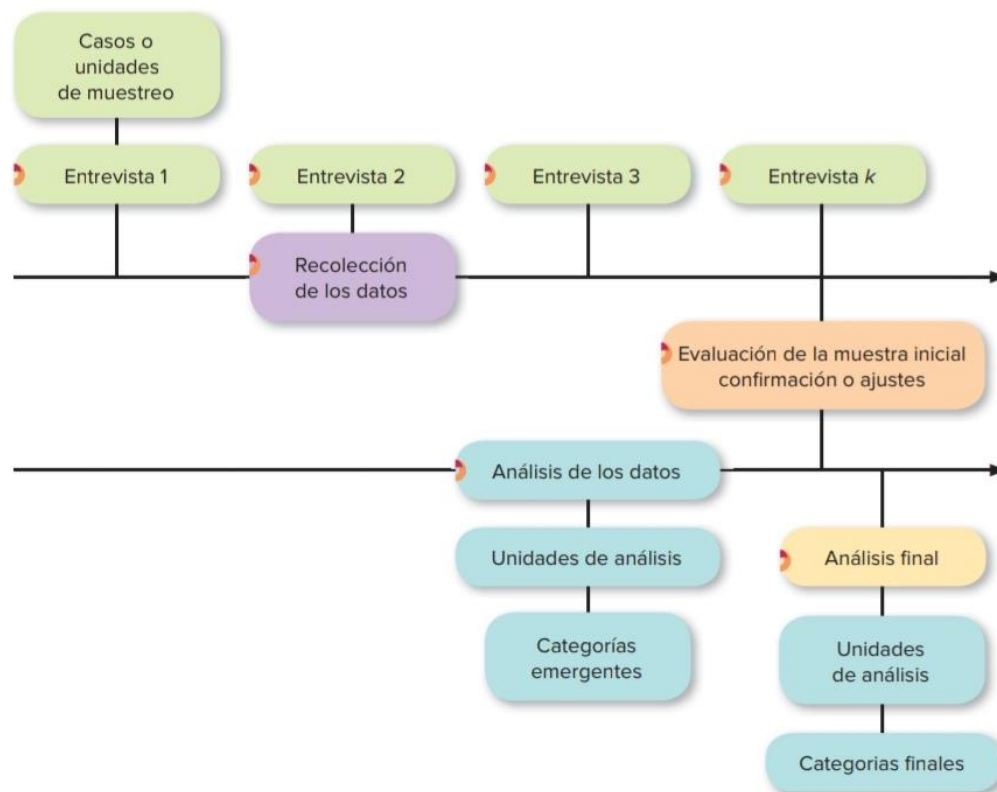 Casos o
unidades
de muestreo
Entrevista 1
Entrevista 2
Entrevista 3
Entrevista k
Recolección
de los datos
Evaluación de la muestra inicial
confirmación o ajustes
Análisis de los datos
Unidades de análisis
Categorías
emergentes
Análisis final
Unidades
de análisis
Categorias finales